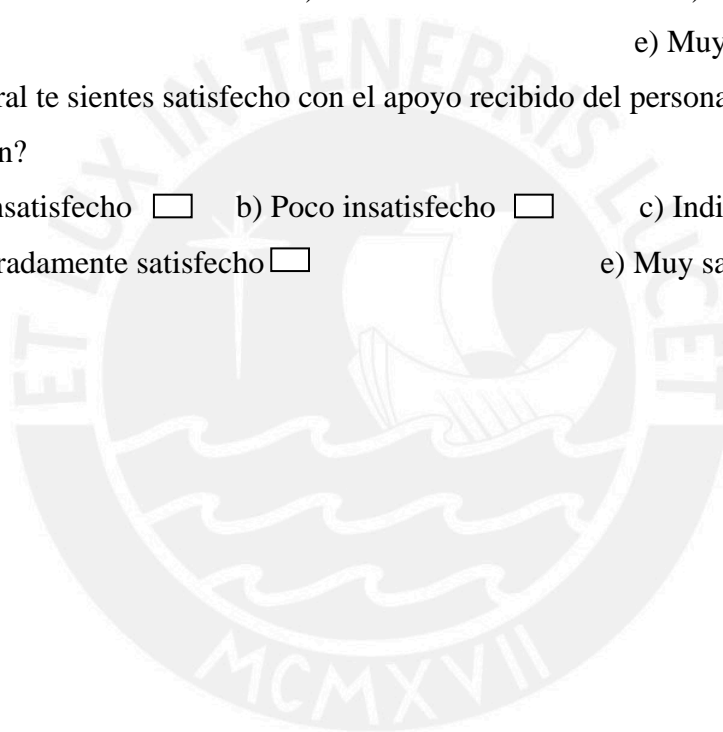 e) Muy
ral te sientes satisfecho con el apoyo recibido del persona
n?
nsatisfecho b) Poco insatisfecho c) Indi
radamente satisfecho e) Muy sa
ET LUX IN TENEBRIS LUCET
MCMXVII